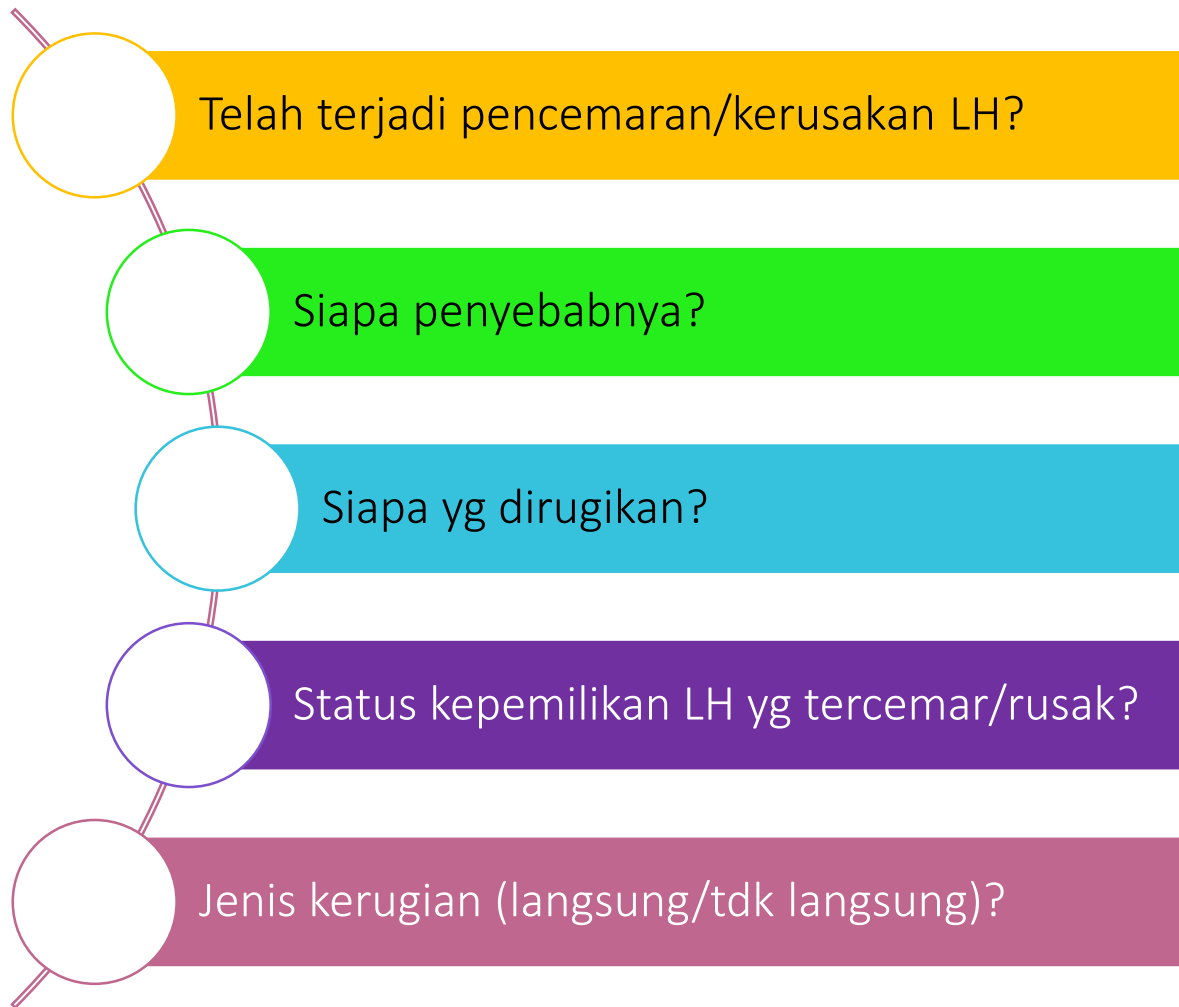 Telah terjadi pencemaran/kerusakan LH?
Siapa penyebabnya?
Siapa yg dirugikan?
Status kepemilikan LH yg tercemar/rusak?
Jenis kerugian (langsung/tdk langsung)?